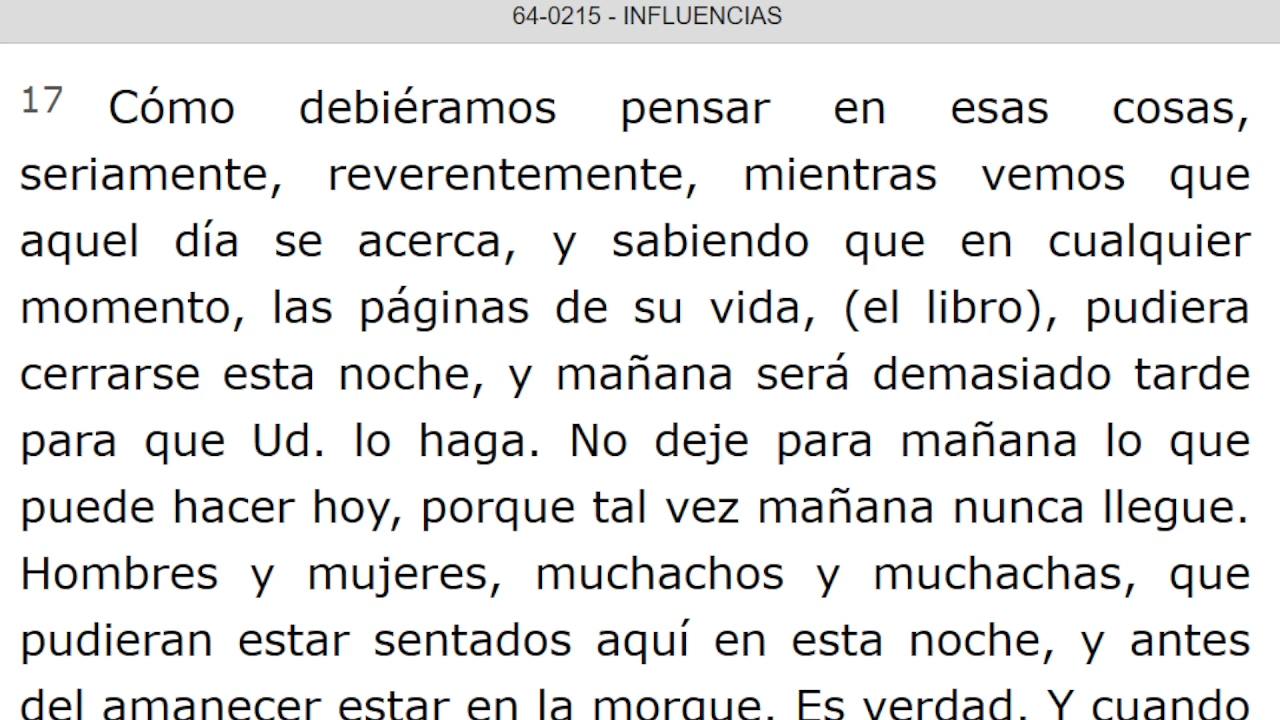 64-0215 - INFLUENCIAS
17 Cómo debiéramos pensar en esas cosas,
seriamente, reverentemente, mientras vemos que
aquel día se acerca, y sabiendo que en cualquier
momento, las páginas de su vida, (el libro), pudiera
cerrarse esta noche, y mañana será demasiado tarde
para que Ud. lo haga. No deje para mañana lo que
puede hacer hoy, porque tal vez mañana nunca llegue.
Hombres y mujeres, muchachos y muchachas, que
pudieran estar sentados aquí en esta noche, y antes
del amanecer estar en la morgue. Es verdad. Y cuando